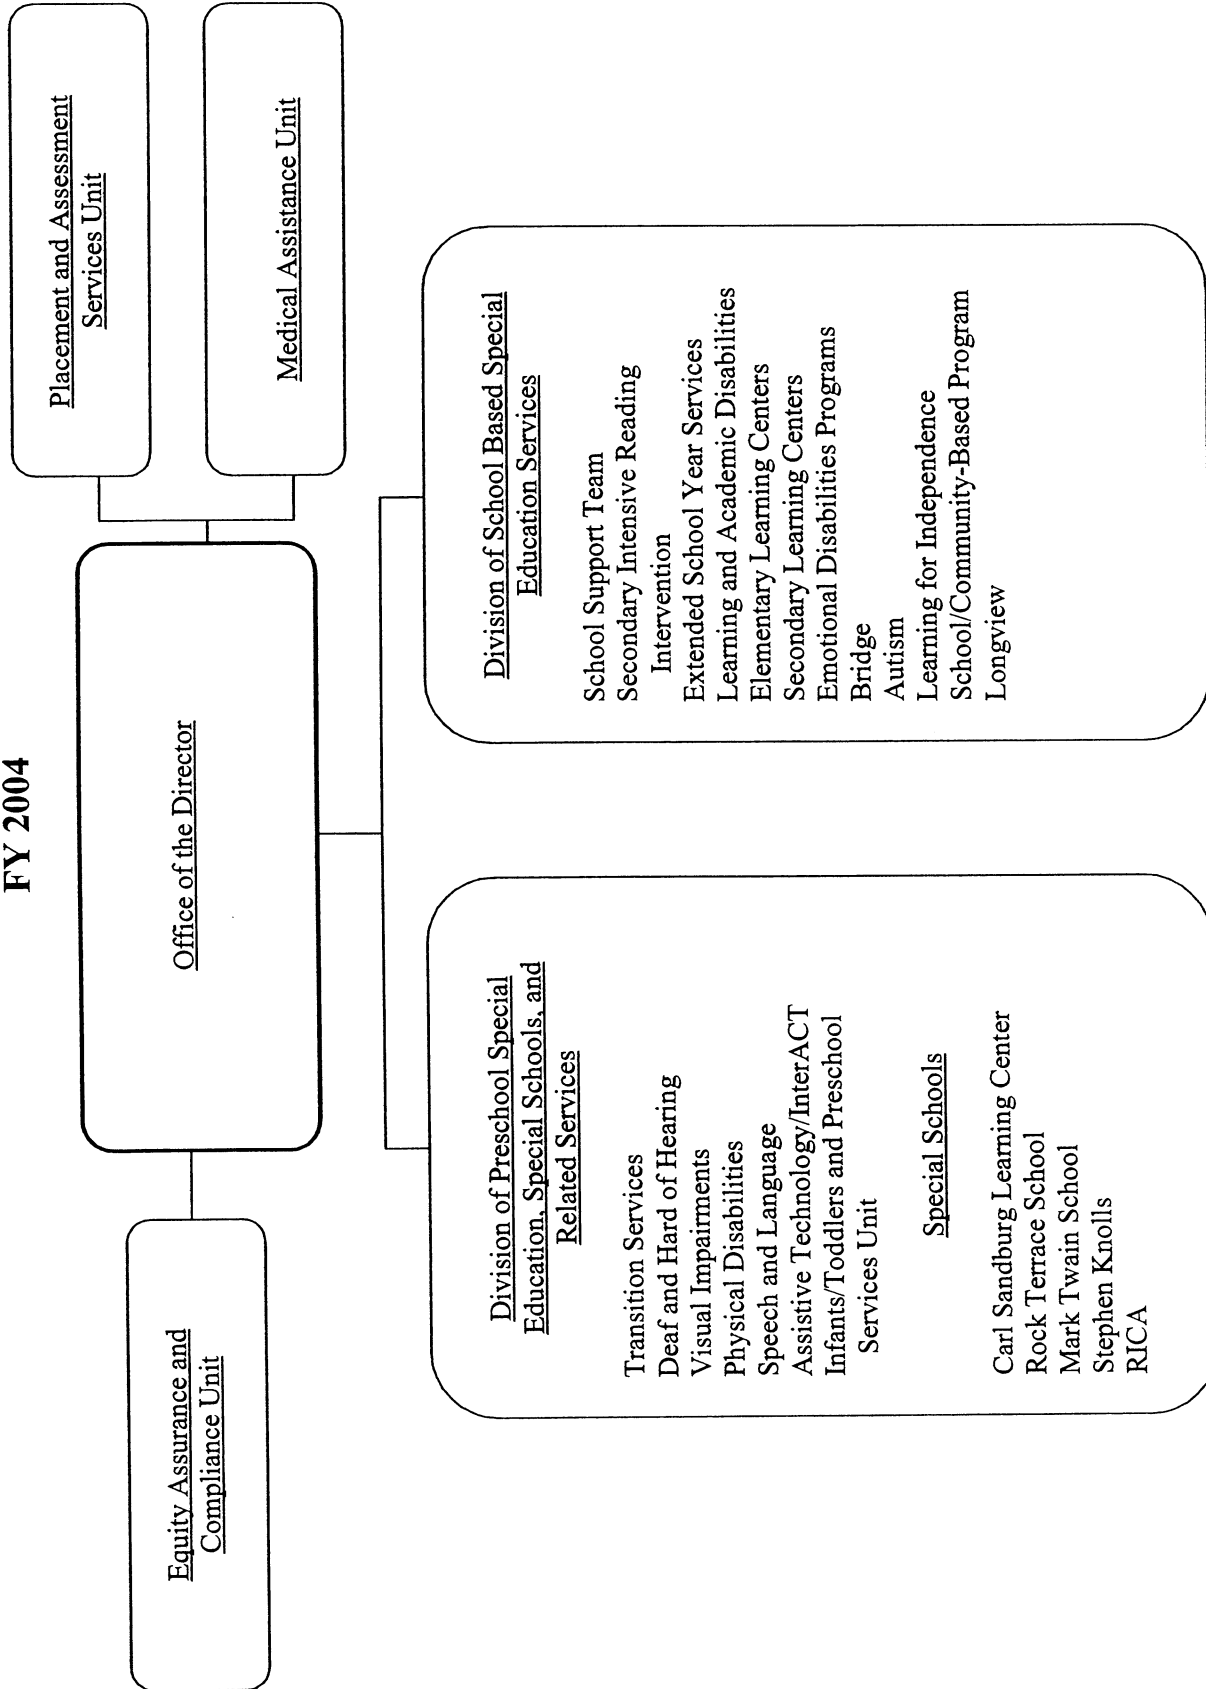 FY 2004
Equity Assurance and
Compliance Unit
Office of the Director
Placement and Assessment
Services Unit
Medical Assistance Unit
Division of Preschool Special
Education, Special Schools, and
Related Services
Transition Services
Deaf and Hard of Hearing
Visual Impairments
Physical Disabilities
Speech and Language
Assistive Technology/InterACT
Infants/Toddlers and Preschool
Services Unit
Special Schools
Carl Sandburg Learning Center
Rock Terrace School
Mark Twain School
Stephen Knolls
RICA
Division of School Based Special
Education Services
School Support Team
Secondary Intensive Reading
Intervention
Extended School Year Services
Learning and Academic Disabilities
Elementary Learning Centers
Secondary Learning Centers
Emotional Disabilities Programs
Bridge
Autism
Learning for Independence
School/Community-Based Program
Longview